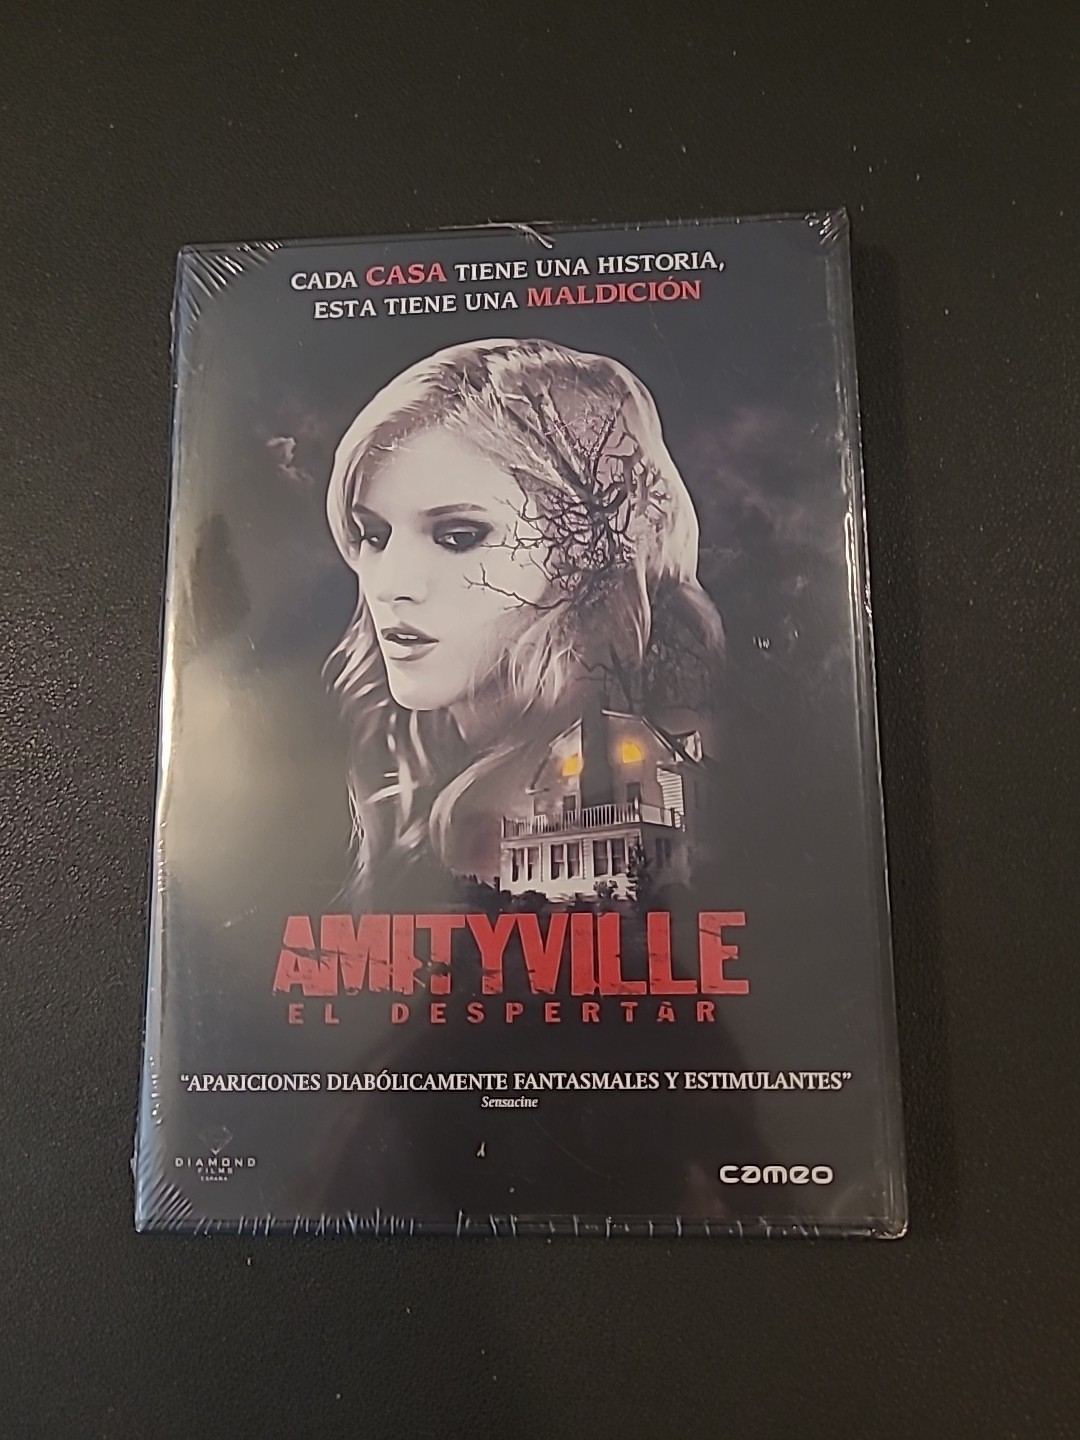 CADA CASA TIENE UNA HISTORIA,
ESTA TIENE UNA MALDICIÓN
AMITYVILLE
EL DESPERTAR
“APARICIONES DIABÓLICAMENTE FANTASMALES Y ESTIMULANTES”
Sensacine
DIAMOND
FILMS
ESPAÑA
cameo